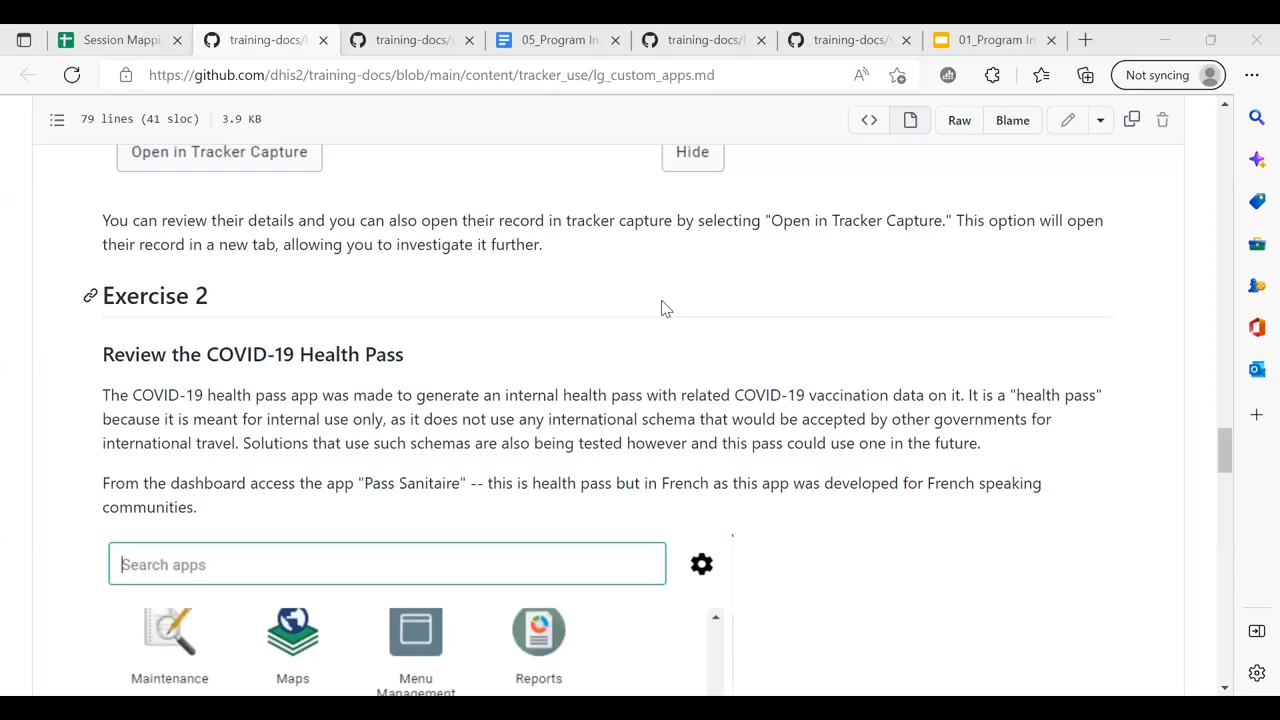 Session Mappi
training-docs/l
training-docs/s
05_Program In
training-docs/l
training-docs/
01_Program In
https://github.com/dhis2/training-docs/blob/main/content/tracker_use/lg_custom_apps.md
Not syncing
79 lines (41 sloc) 3.9 KB
Raw
Blame
Open in Tracker Capture
Hide
You can review their details and you can also open their record in tracker capture by selecting "Open in Tracker Capture." This option will open
their record in a new tab, allowing you to investigate it further.
Exercise 2
Review the COVID-19 Health Pass
The COVID-19 health pass app was made to generate an internal health pass with related COVID-19 vaccination data on it. It is a "health pass"
because it is meant for internal use only, as it does not use any international schema that would be accepted by other governments for
international travel. Solutions that use such schemas are also being tested however and this pass could use one in the future.
From the dashboard access the app "Pass Sanitaire" -- this is health pass but in French as this app was developed for French speaking
communities.
Search apps
Maintenance
Maps
Menu
Management
Reports